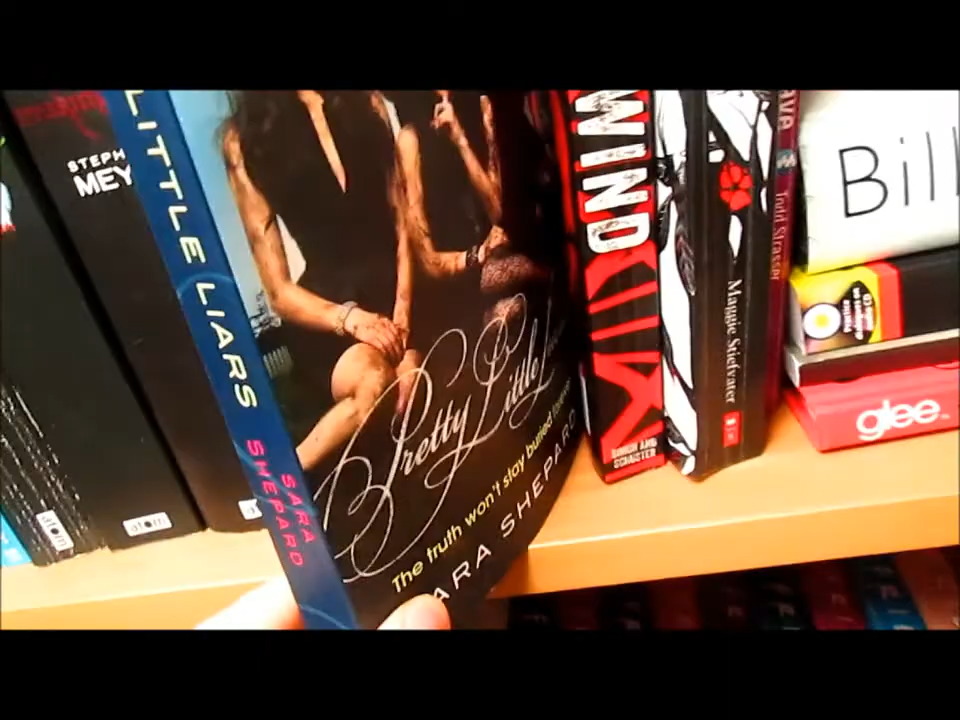 STEPH
MEY
atom
atom
LITTLE LIARS
SARA
SHEPARD
Pretty Little
The truth won't stay buried
ARA SHEPARD
WIND
SIMON AND
SCHUSTER
Maggie Stiefvater
Todd Strasser
Bill
Practice
glee